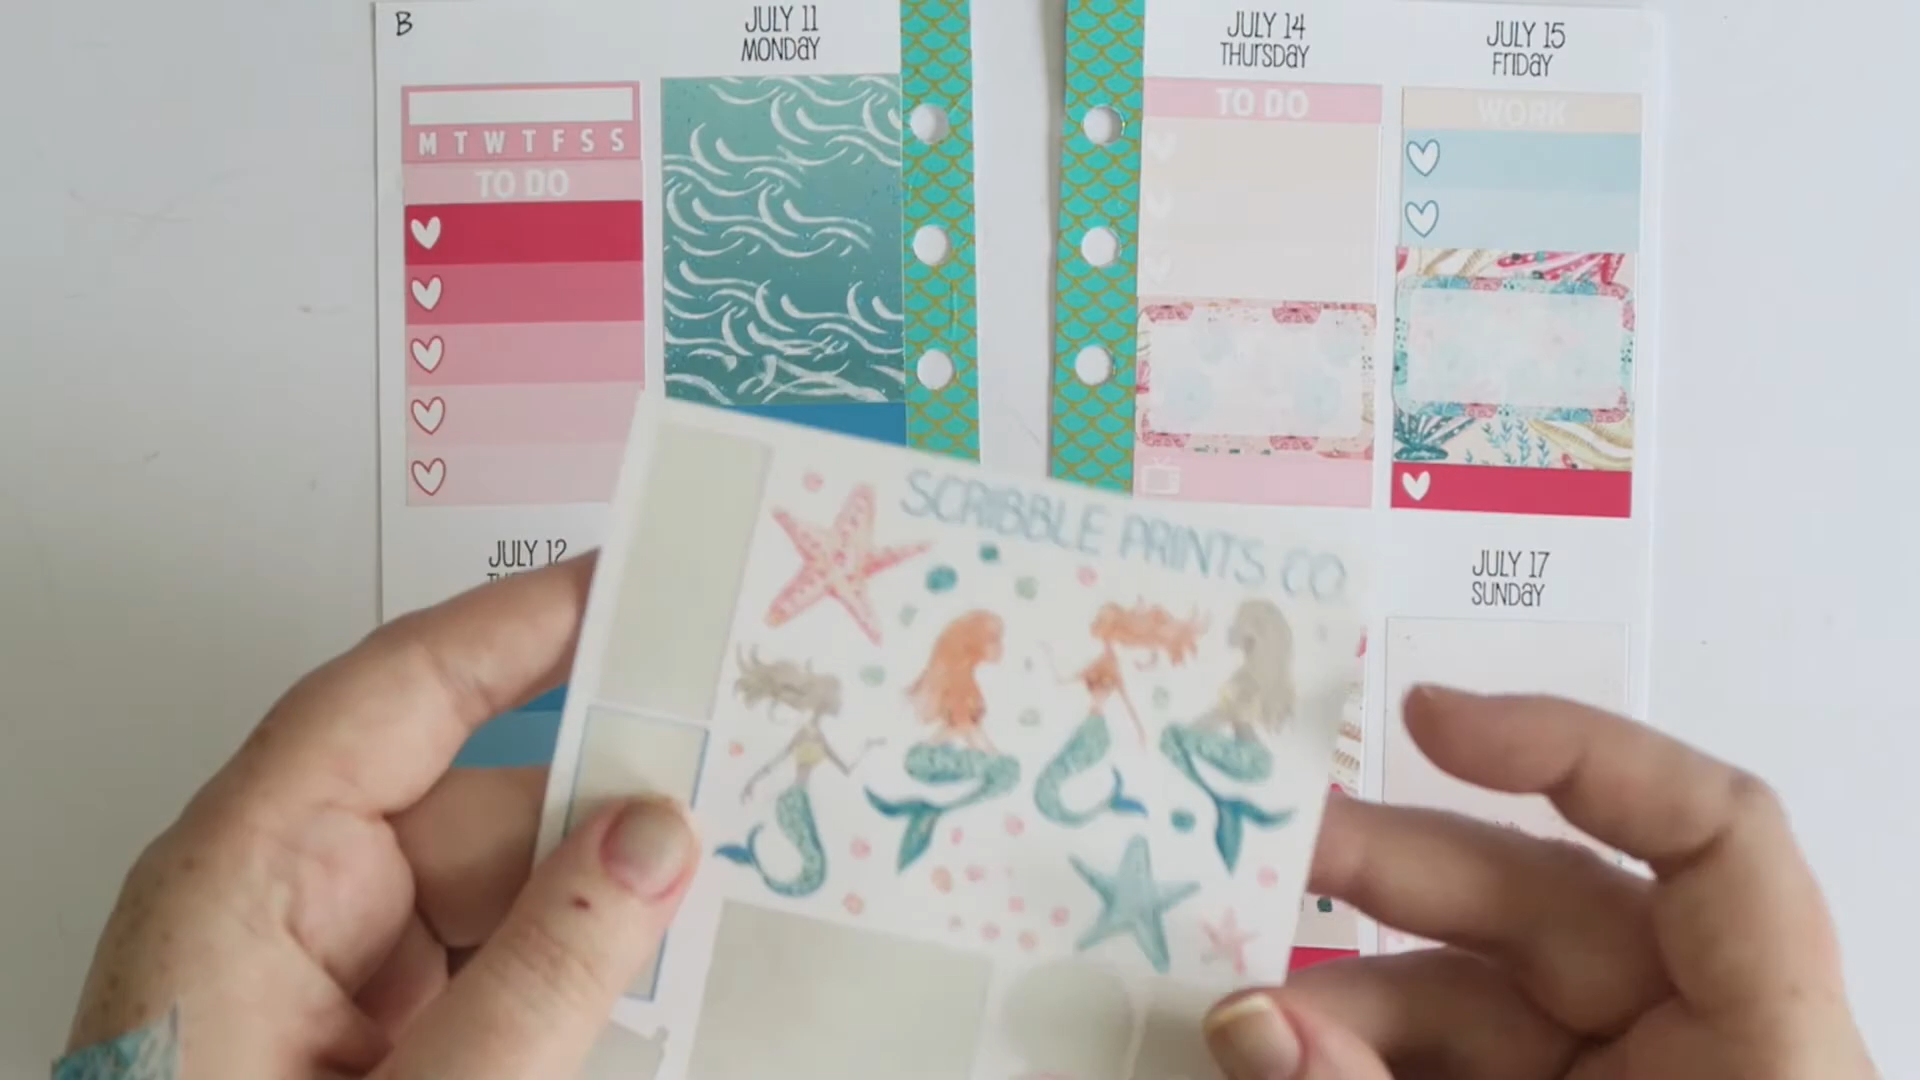 B
JULY 11
MONDAY
M T W T F S S
TO DO
JULY 12
JULY 14
THURSDAY
TO DO
JULY 15
FRIDAY
WORK
JULY 17
SUNDAY
SCRIBBLE PRINTS CO